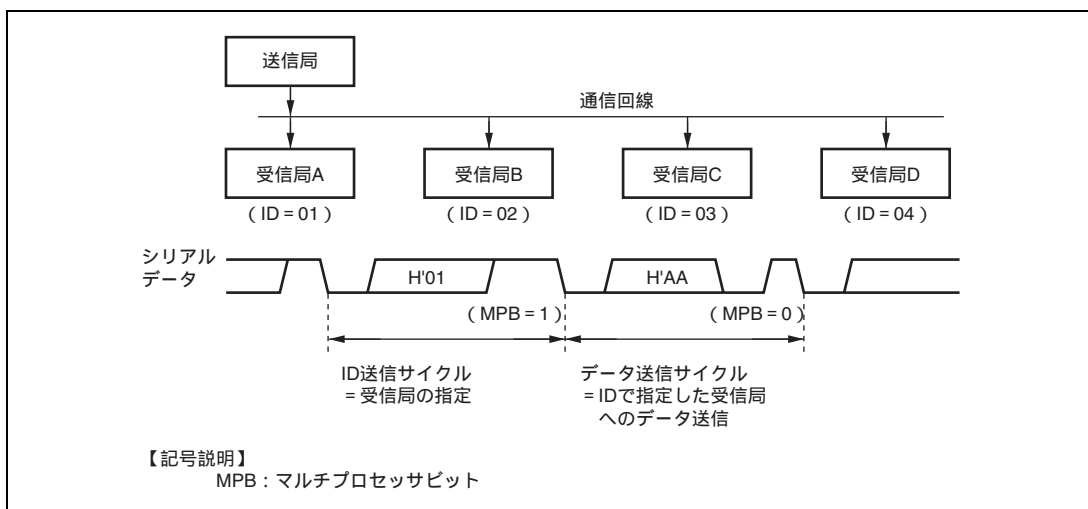 送信局
通信回線
受信局A
受信局B
受信局C
受信局D
(ID = 01)
(ID = 02)
(ID = 03)
(ID = 04)
シリアル
データ
H'01
H'AA
(MPB = 1)
(MPB = 0)
ID送信サイクル
= 受信局の指定
データ送信サイクル
= IDで指定した受信局
へのデータ送信
【記号説明】
MPB : マルチプロセッサビット